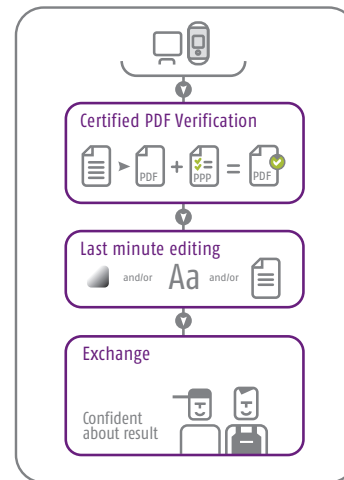 Certified PDF Verification
PDF + PPP = PDF
Last minute editing
and/or Aa and/or
Exchange
Confident
about result